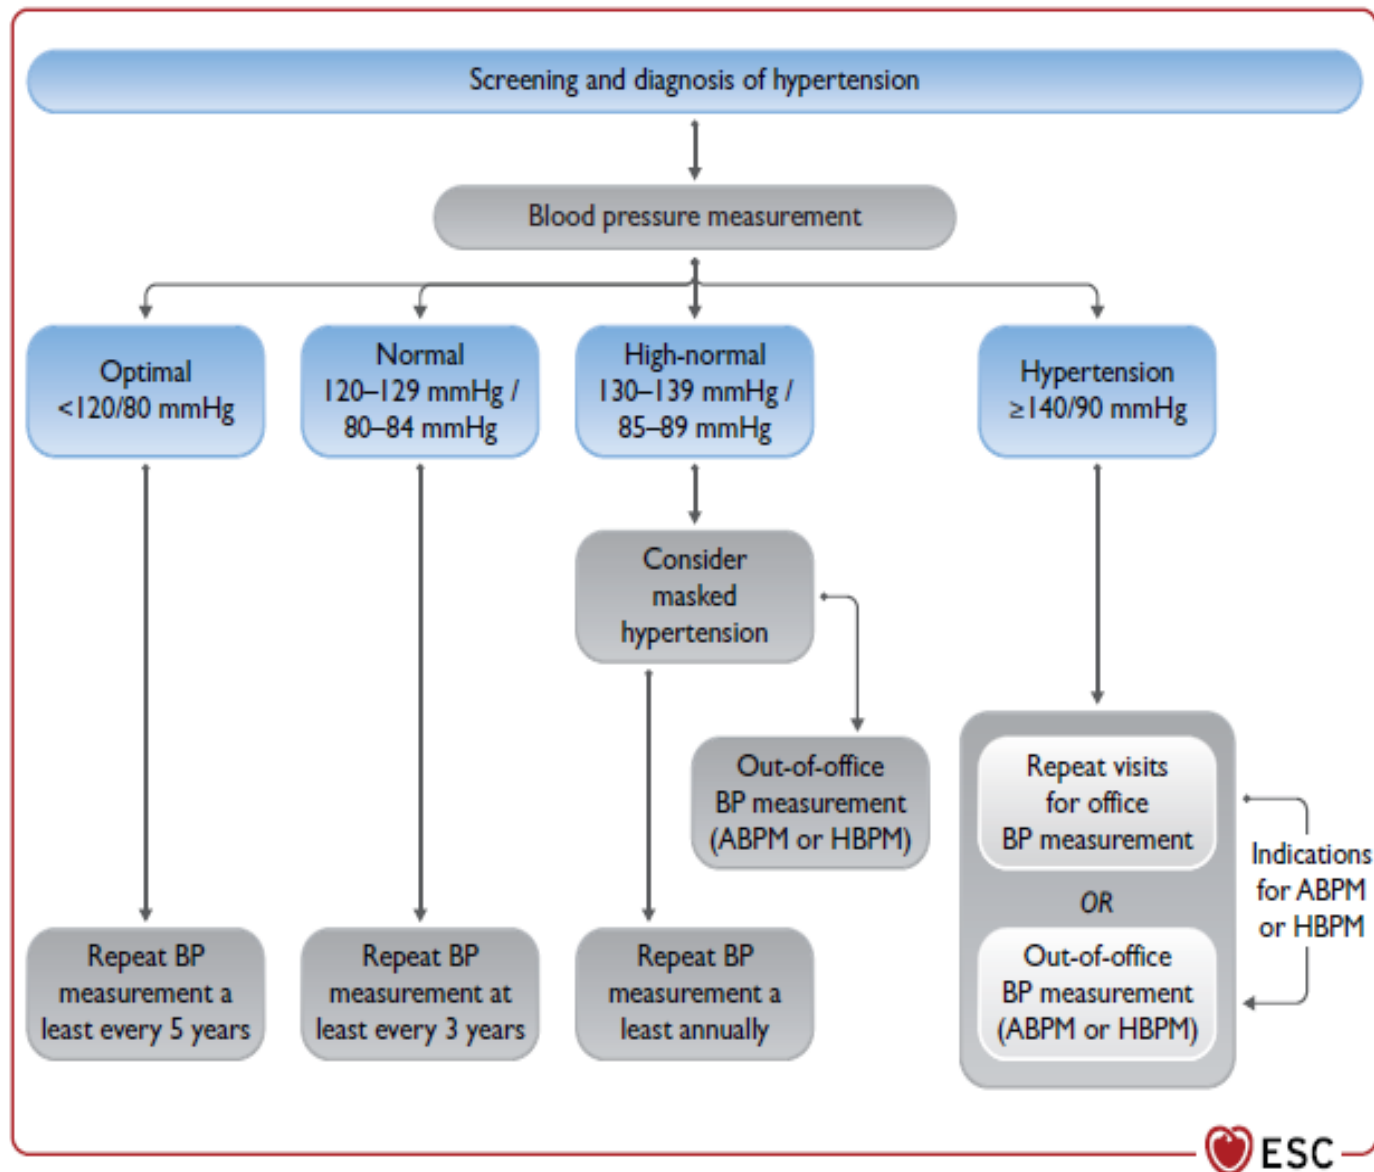 Screening and diagnosis of hypertension
Blood pressure measurement
Optimal
<120/80 mmHg
Normal
120–129 mmHg /
80–84 mmHg
High-normal
130–139 mmHg /
85–89 mmHg
Hypertension
≥140/90 mmHg
Consider
masked
hypertension
Out-of-office
BP measurement
(ABPM or HBPM)
Repeat visits
for office
BP measurement
OR
Out-of-office
BP measurement
(ABPM or HBPM)
Indications
for ABPM
or HBPM
Repeat BP
measurement a
least every 5 years
Repeat BP
measurement at
least every 3 years
Repeat BP
measurement a
least annually
ESC